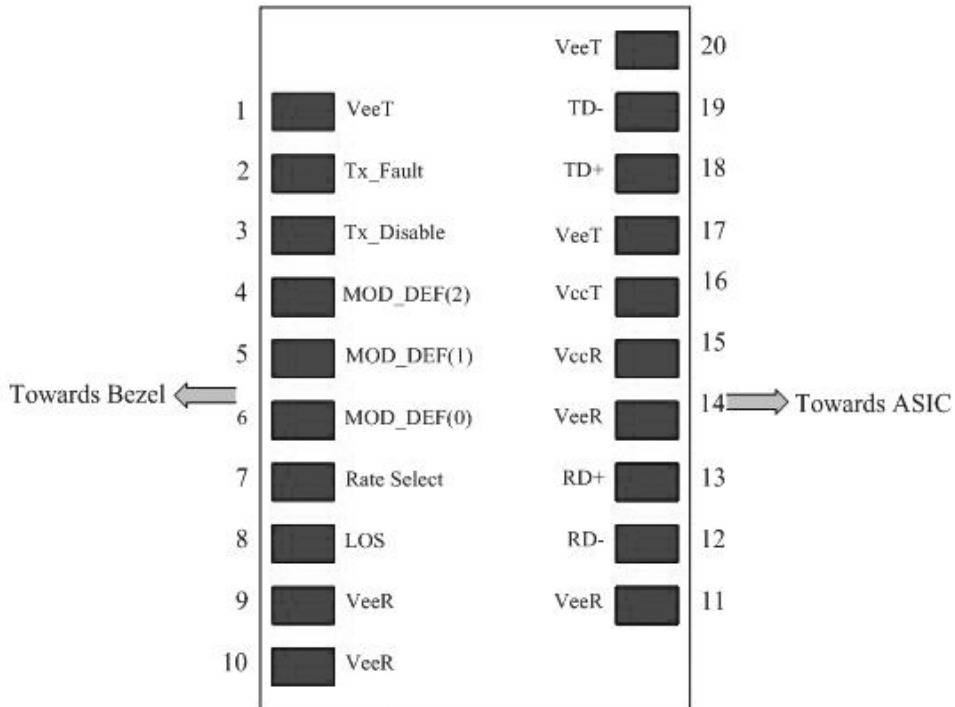 VeeT 20
1 VeeT TD- 19
2 Tx_Fault TD+ 18
3 Tx_Disable VeeT 17
4 MOD_DEF(2) VccT 16
5 MOD_DEF(1) VccR 15
Towards Bezel 6 MOD_DEF(0) VeeR 14 Towards ASIC
7 Rate Select RD+ 13
8 LOS RD- 12
9 VeeR VeeR 11
10 VeeR